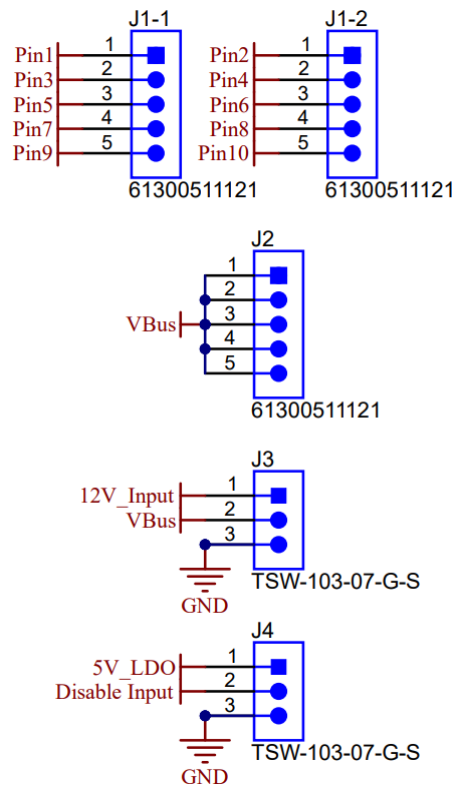 J1-1 J1-2
Pin1 1 Pin2 1
Pin3 2 Pin4 2
Pin5 3 Pin6 3
Pin7 4 Pin8 4
Pin9 5 Pin10 5
61300511121 61300511121
J2
1
2
VBus 3
4
5
61300511121
J3
12V_Input 1
VBus 2
3
TSW-103-07-G-S
GND
J4
5V_LDO 1
Disable Input 2
3
TSW-103-07-G-S
GND